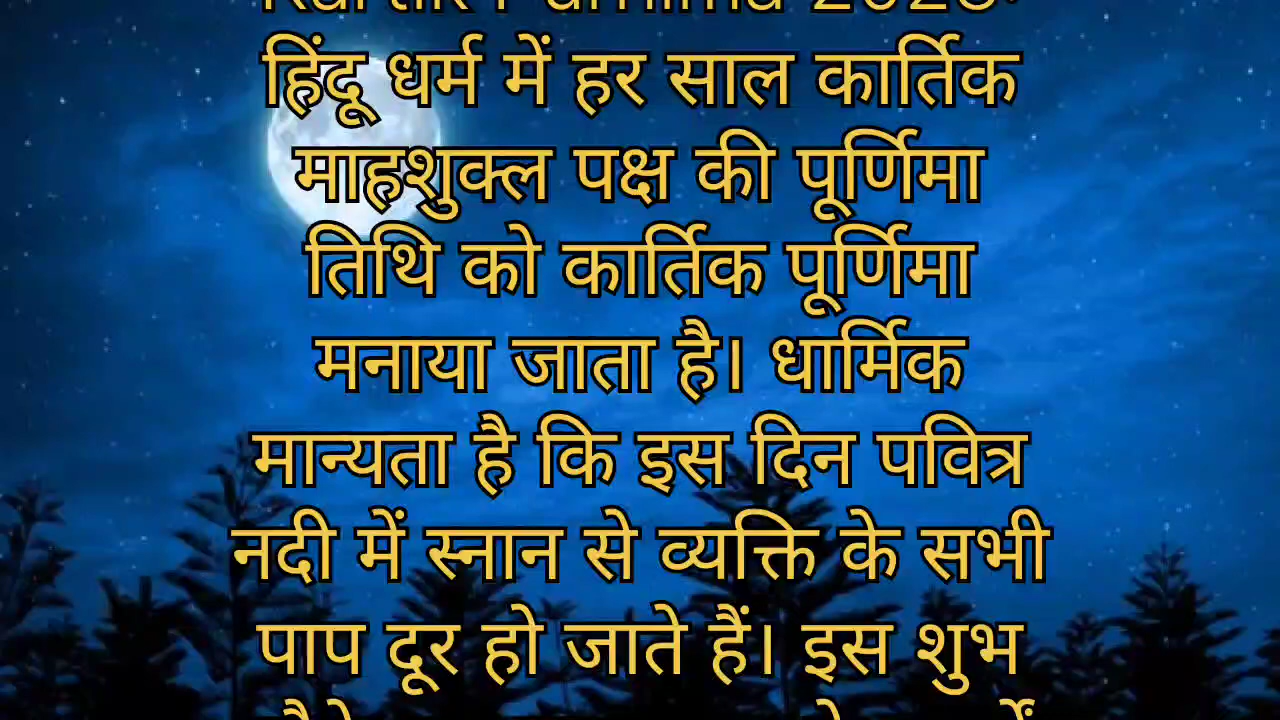 हिंदू धर्म में हर साल कार्तिक
माहशुक्ल पक्ष की पूर्णिमा
तिथि को कार्तिक पूर्णिमा
मनाया जाता है। धार्मिक
मान्यता है कि इस दिन पवित्र
नदी में स्नान से व्यक्ति के सभी
पाप दूर हो जाते हैं। इस शुभ